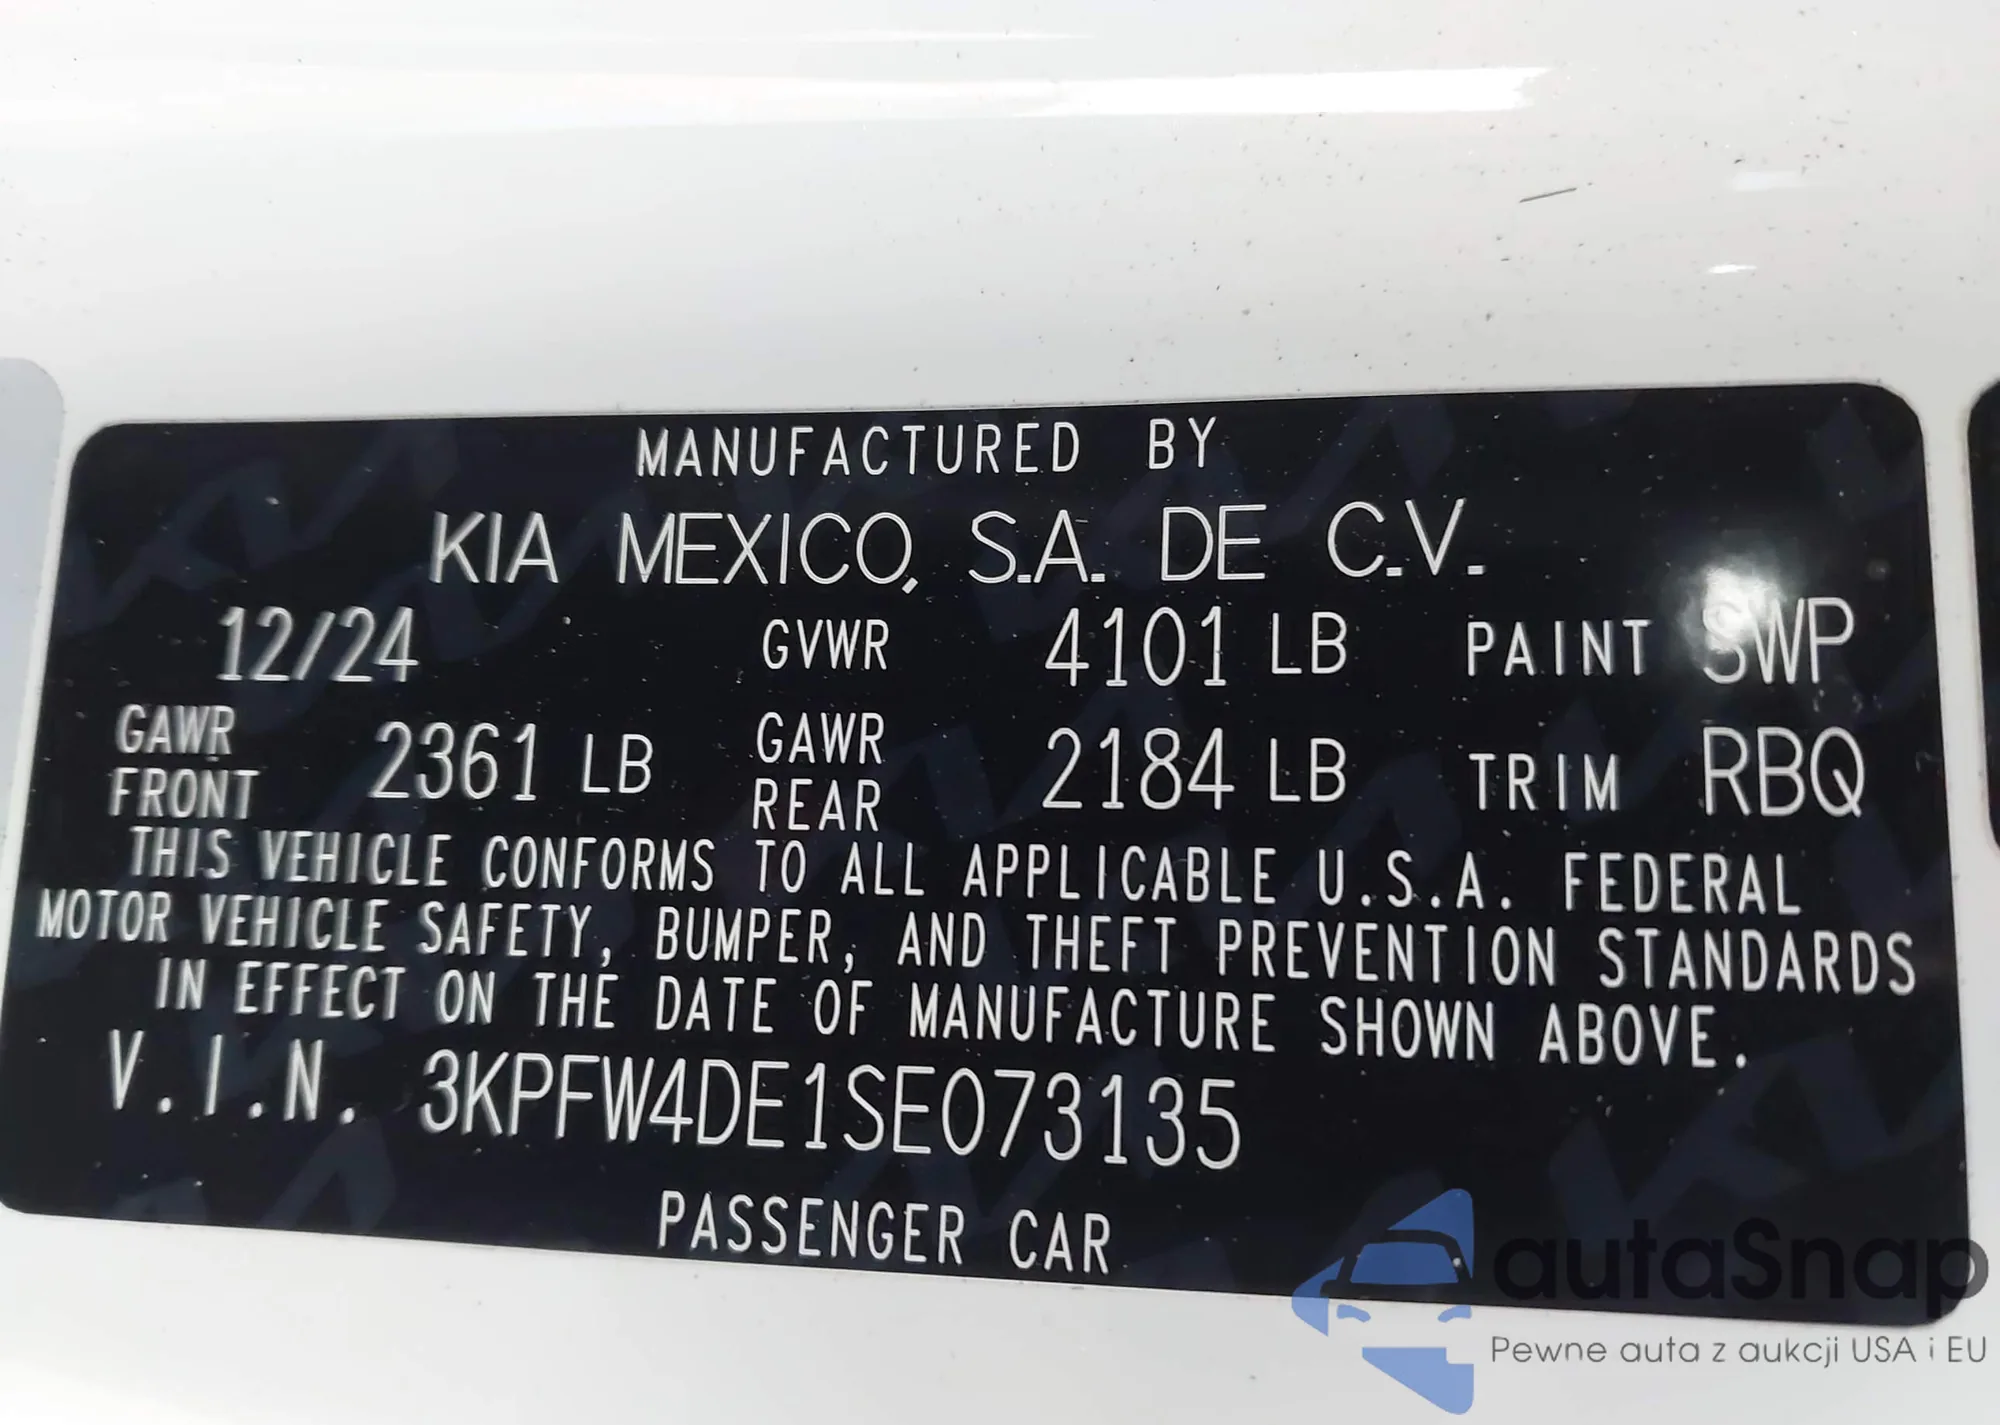 MANUFACTURED BY
KIA MEXICO, S.A. DE C.V.
12/24 GVWR 4101 LB PAINT SWP
GAWR FRONT 2361 LB GAWR REAR 2184 LB TRIM RBQ
THIS VEHICLE CONFORMS TO ALL APPLICABLE U.S.A. FEDERAL
MOTOR VEHICLE SAFETY, BUMPER, AND THEFT PREVENTION STANDARDS
IN EFFECT ON THE DATE OF MANUFACTURE SHOWN ABOVE.
V.I.N. 3KPFW4DE1SE073135
PASSENGER CAR
autaSnap
Pewne auta z aukcji USA i EU